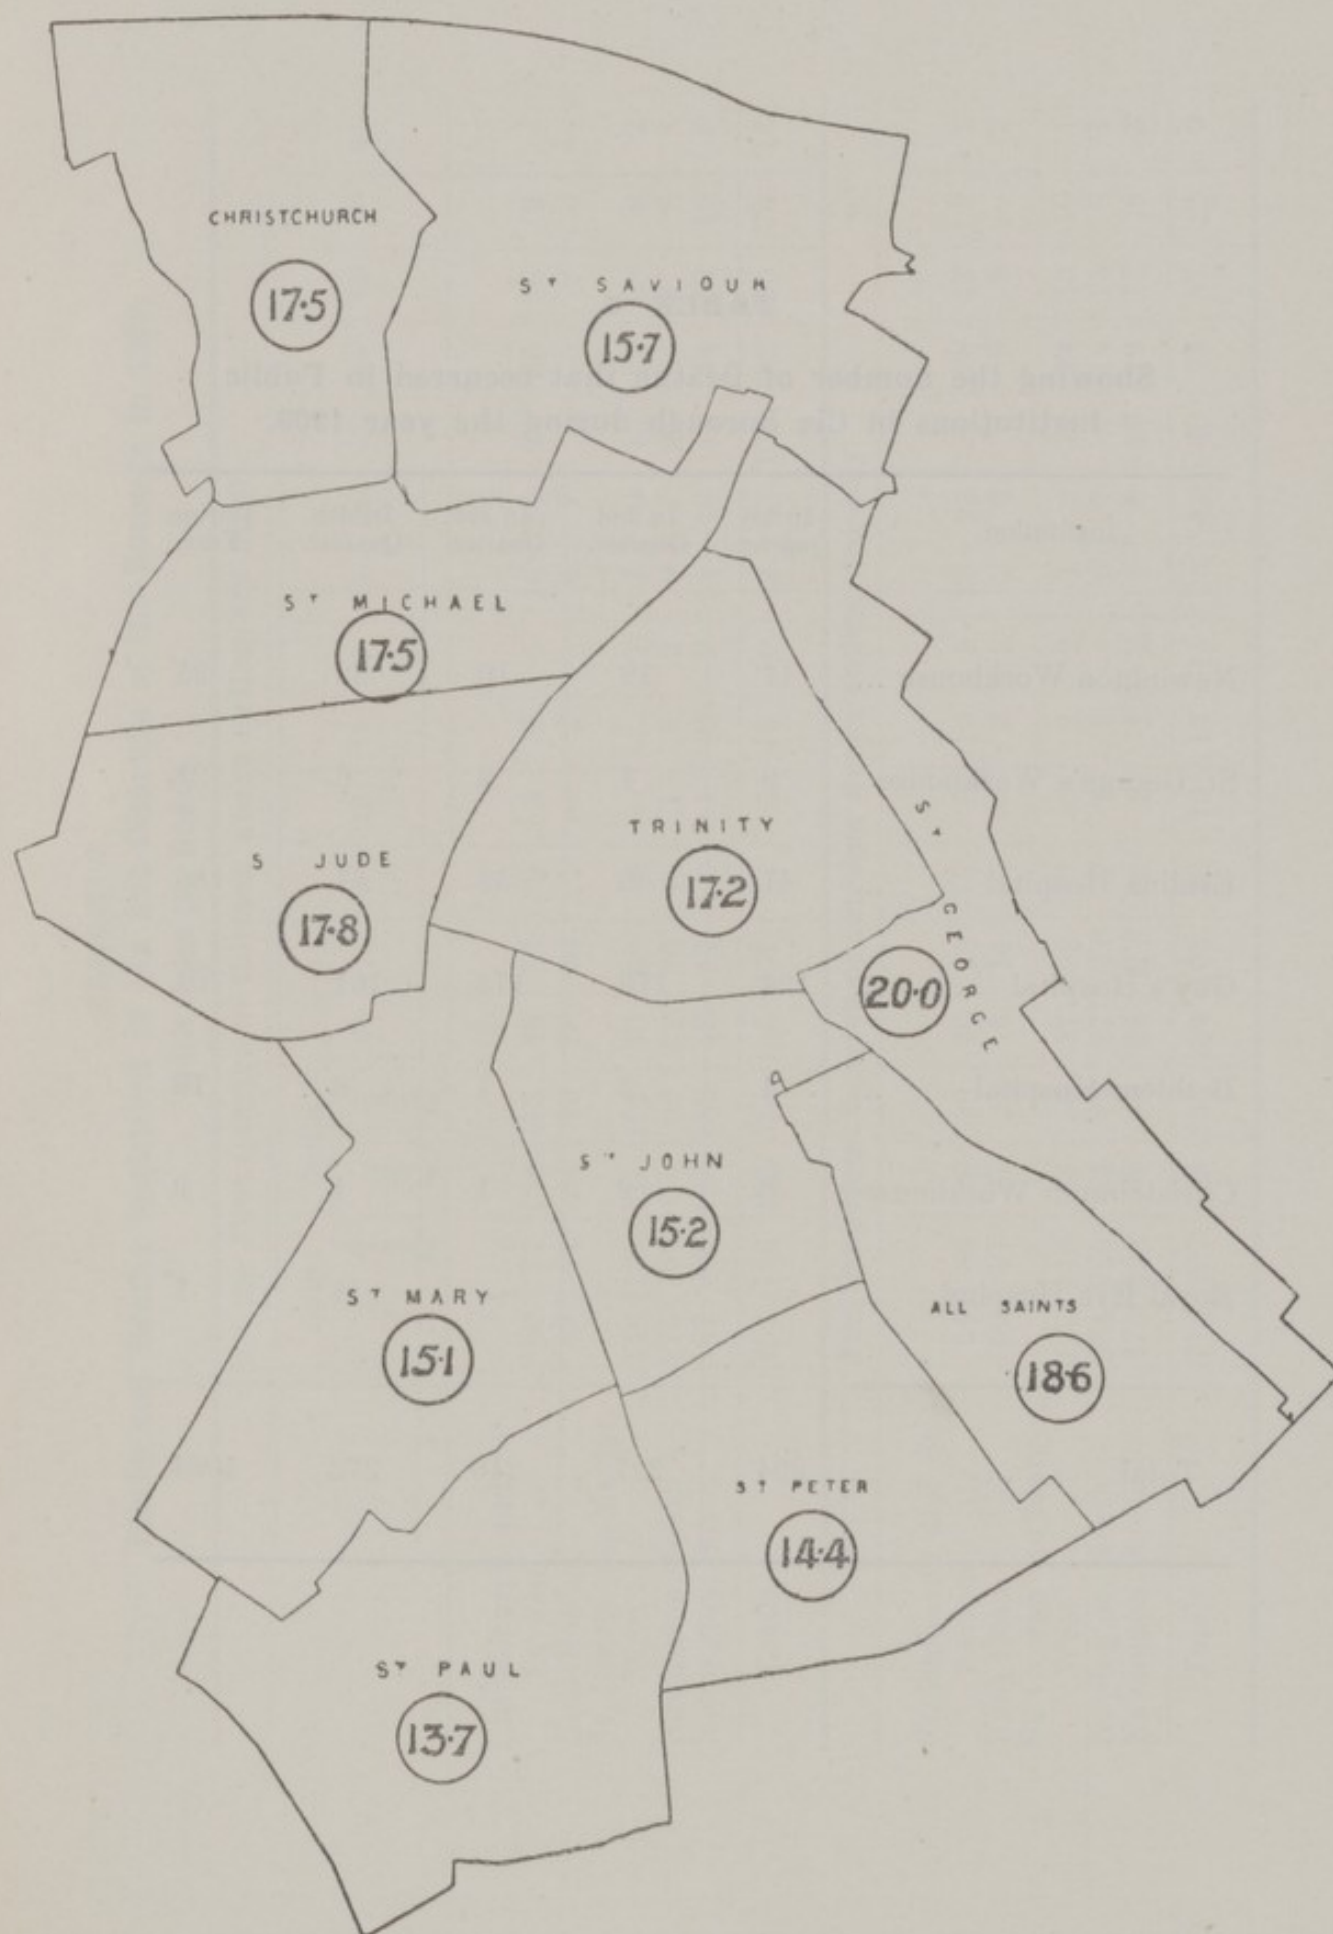 CHRISTCHURCH
17·5
ST SAVIOUR
15·7
ST MICHAEL
17·5
S JUDE
17·8
TRINITY
17·2
ST GEORGE
20·0
ST JOHN
15·2
ST MARY
15·1
ALL SAINTS
18·6
ST PETER
14·4
ST PAUL
13·7